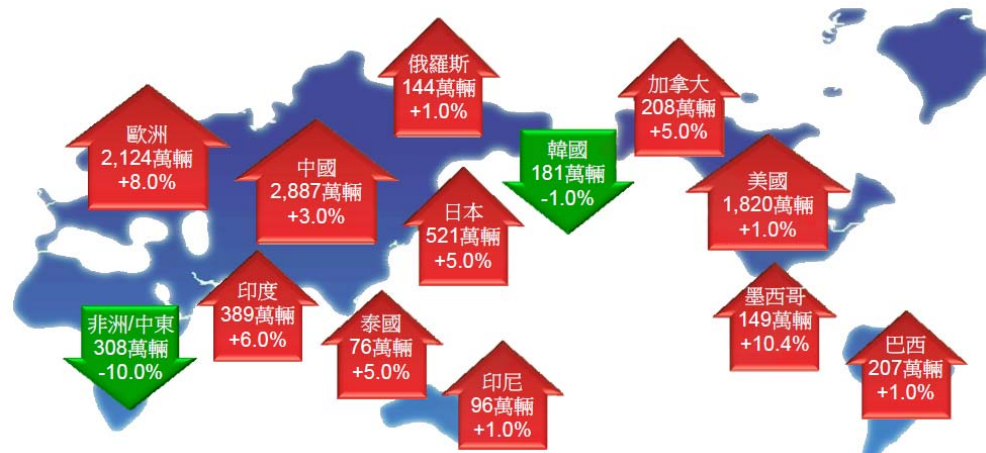 俄羅斯
144萬輛
+1.0%
加拿大
208萬輛
+5.0%
歐洲
2,124萬輛
+8.0%
中國
2,887萬輛
+3.0%
韓國
181萬輛
-1.0%
美國
1,820萬輛
+1.0%
日本
521萬輛
+5.0%
印度
389萬輛
+6.0%
墨西哥
149萬輛
+10.4%
非洲/中東
308萬輛
-10.0%
泰國
76萬輛
+5.0%
巴西
207萬輛
+1.0%
印尼
96萬輛
+1.0%